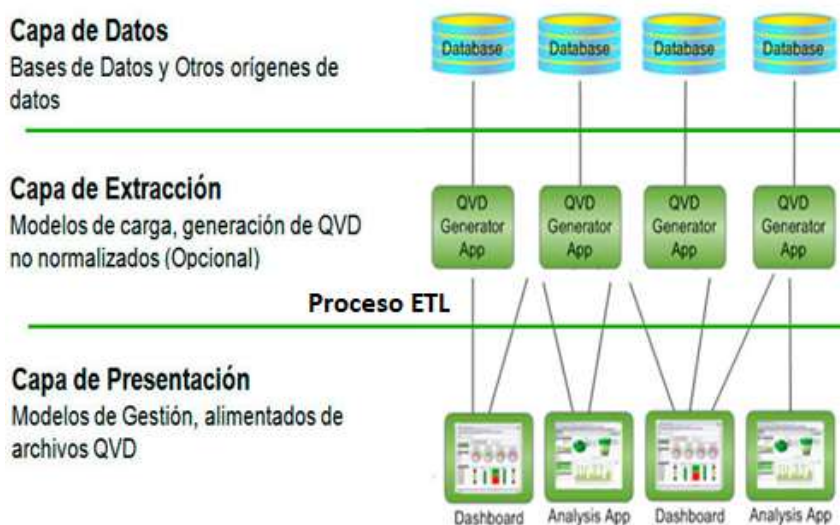 Capa de Datos
Bases de Datos y Otros orígenes de
datos
Database
Database
Database
Database
Capa de Extracción
Modelos de carga, generación de QVD
no normalizados (Opcional)
QVD
Generator
App
QVD
Generator
App
QVD
Generator
App
QVD
Generator
App
Proceso ETL
Capa de Presentación
Modelos de Gestión, alimentados de
archivos QVD
Dashboard
Analysis App
Dashboard
Analysis App